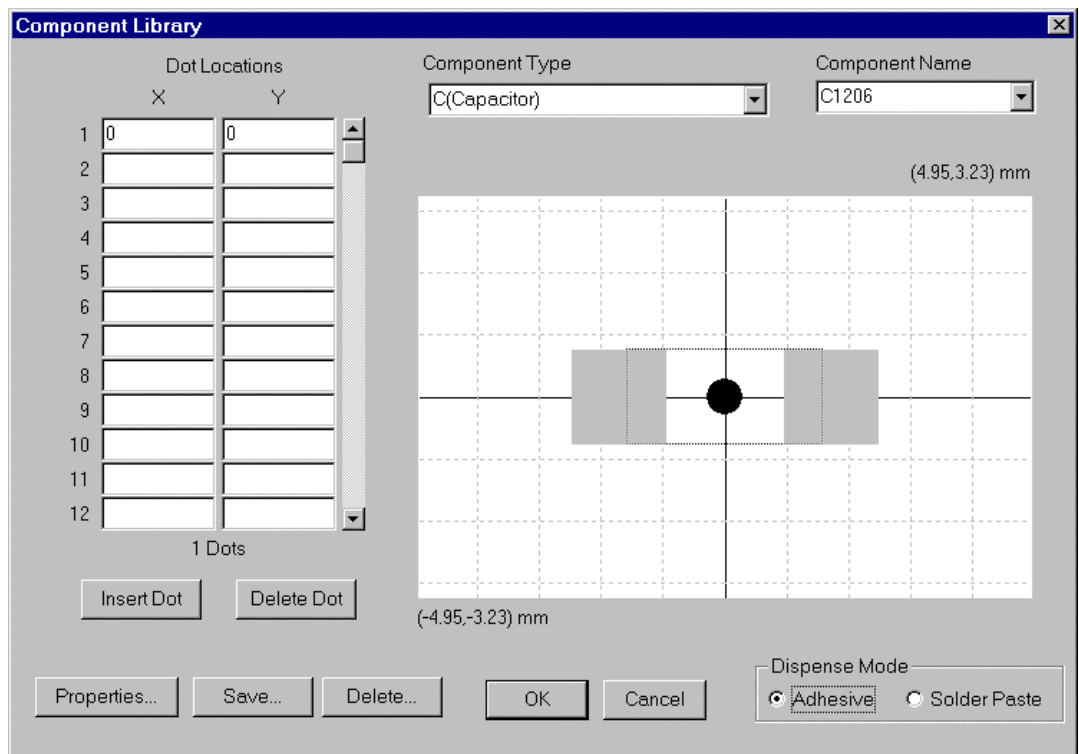 Component Library
Dot Locations
X Y
1 0 0
2
3
4
5
6
7
8
9
10
11
12
1 Dots
Insert Dot Delete Dot
Component Type
C(Capacitor)
Component Name
C1206
(4.95,3.23) mm
(-4.95,-3.23) mm
Properties... Save... Delete... OK Cancel
Dispense Mode
Adhesive Solder Paste